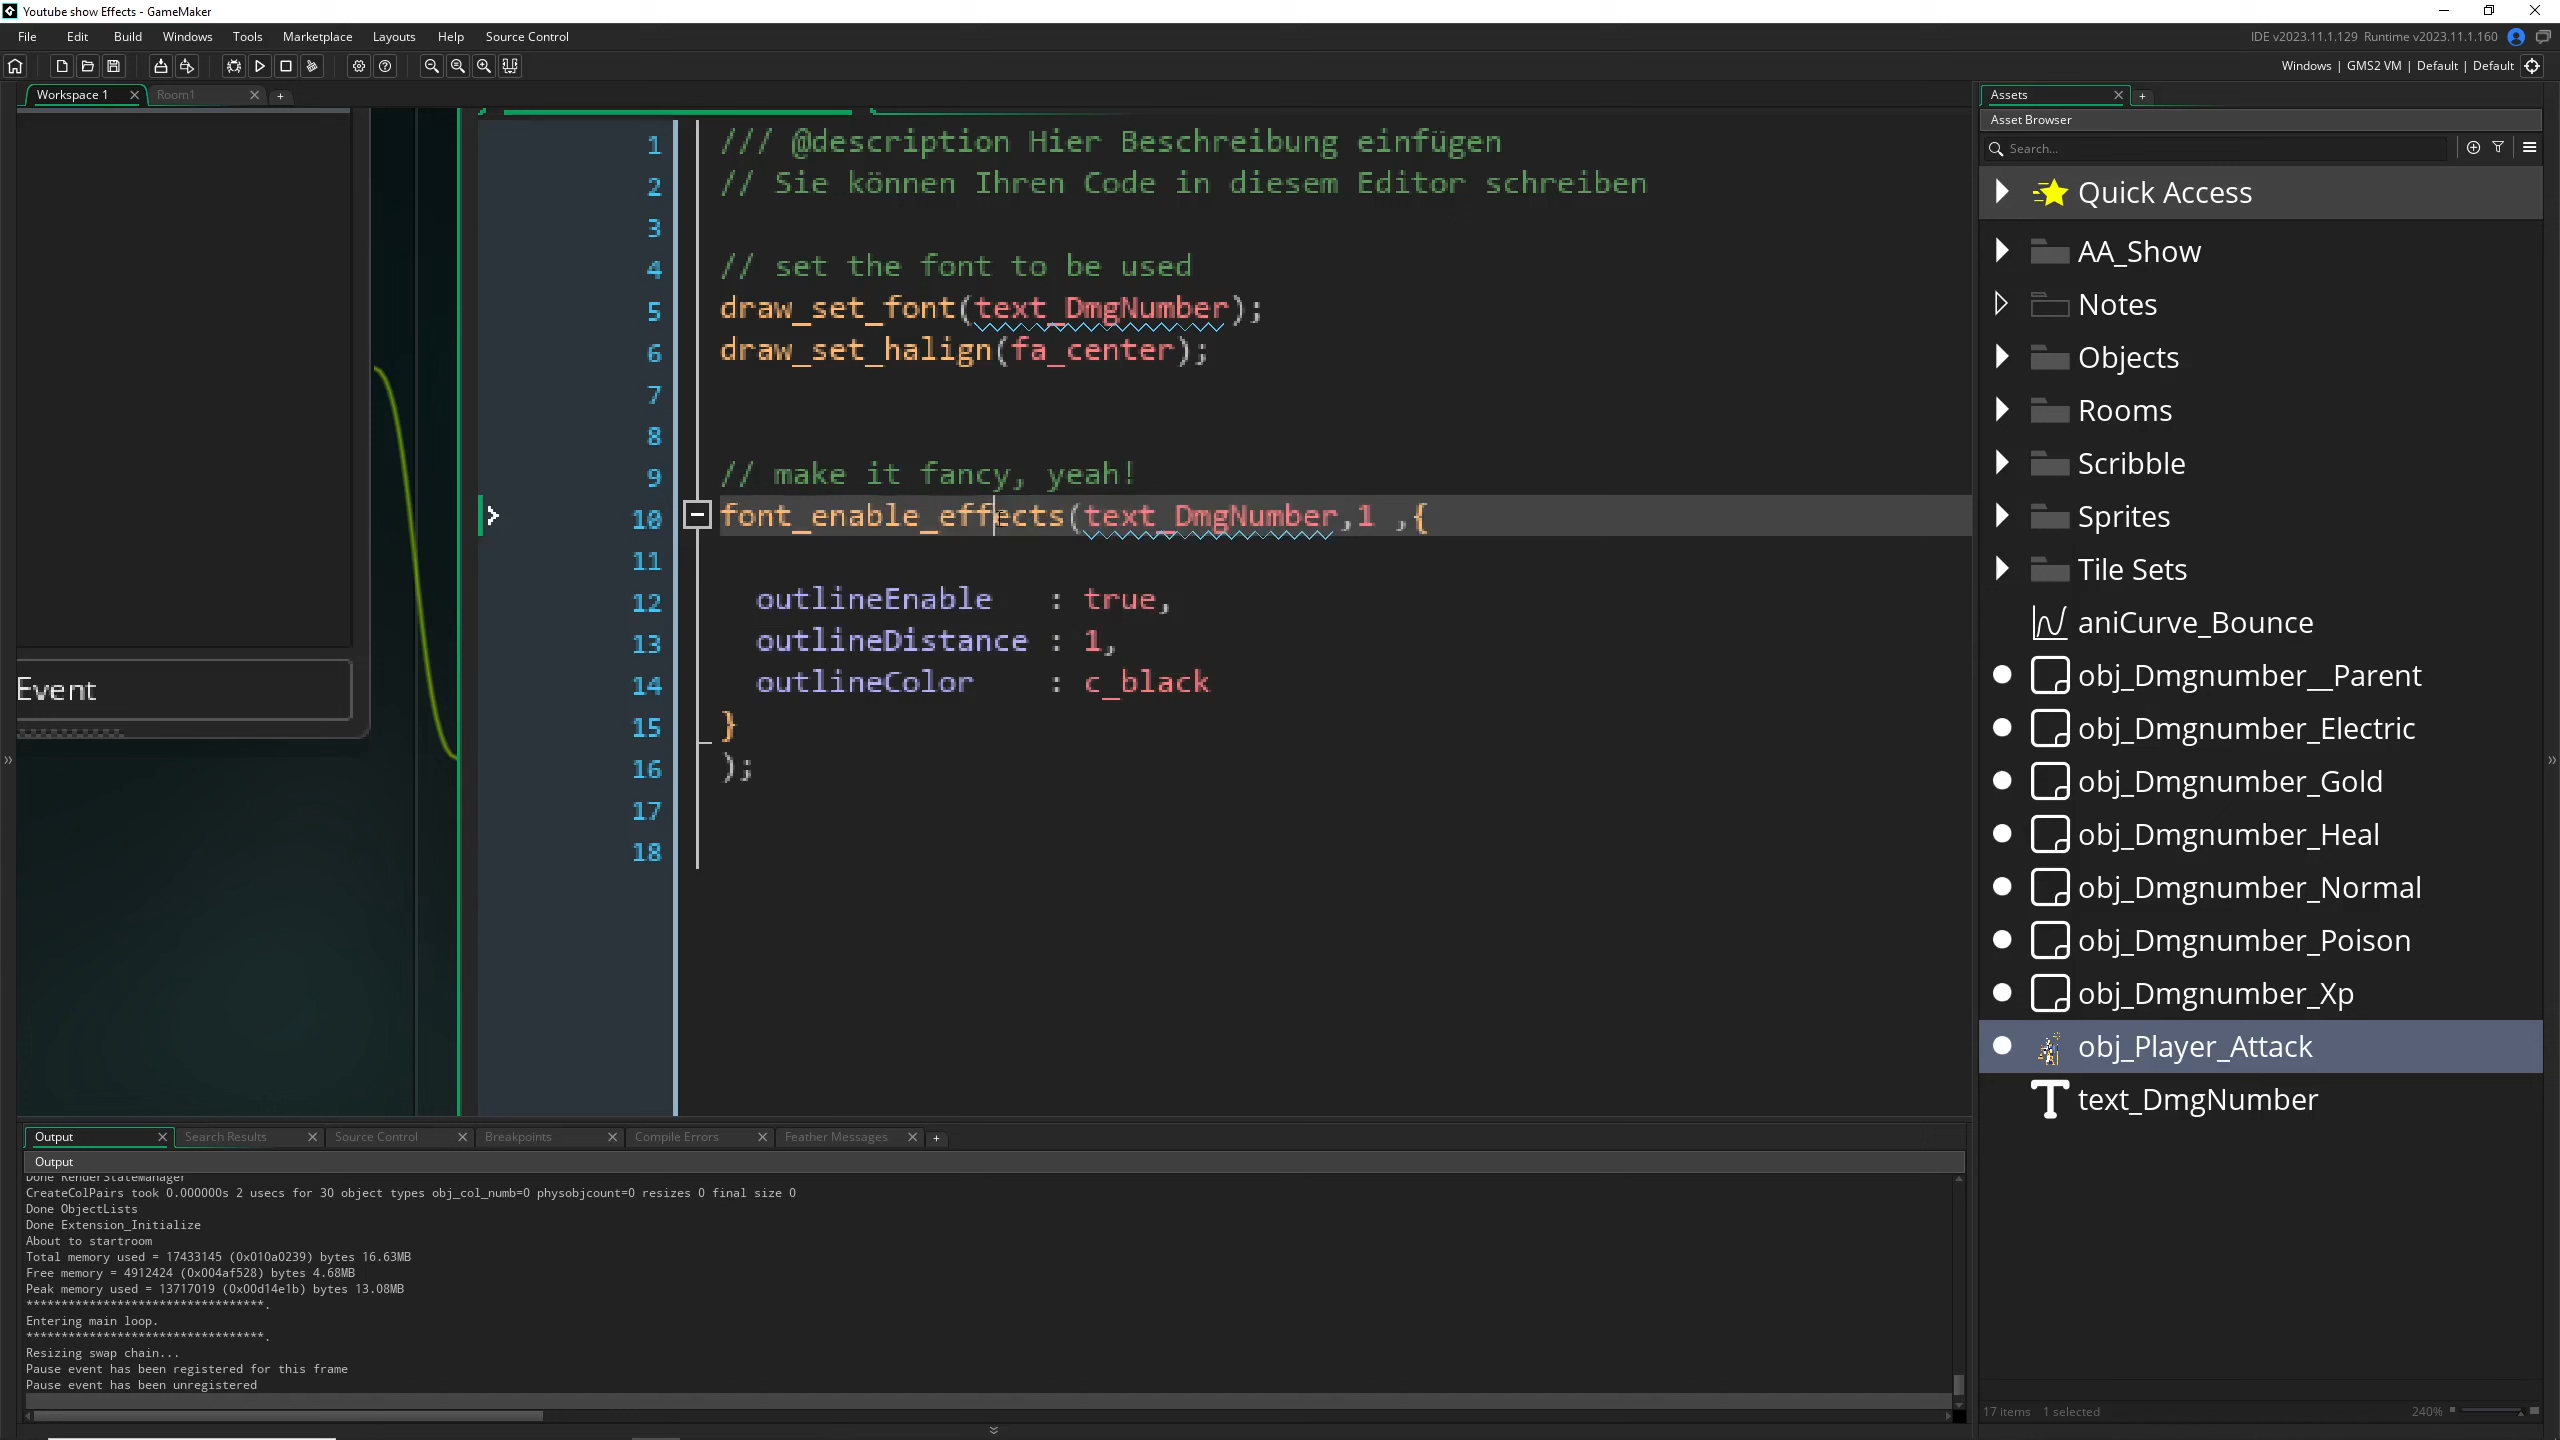 Youtube show Effects - GameMaker
File Edit Build Windows Tools Marketplace Layouts Help Source Control
IDE v2023.11.1.129 Runtime v2023.11.1.160
Windows | GMS2 VM | Default | Default
Workspace 1
Room1
1 /// @description Hier Beschreibung einfügen
2 // Sie können Ihren Code in diesem Editor schreiben
3
4 // set the font to be used
5 draw_set_font(text_DmgNumber);
6 draw_set_halign(fa_center);
7
8
9 // make it fancy, yeah!
10 font_enable_effects(text_DmgNumber,1 ,{
11
12 outlineEnable : true,
13 outlineDistance : 1,
14 outlineColor : c_black
15 }
16 );
17
18
Event
Assets
Asset Browser
Search...
Quick Access
AA_Show
Notes
Objects
Rooms
Scribble
Sprites
Tile Sets
aniCurve_Bounce
obj_Dmgnumber__Parent
obj_Dmgnumber_Electric
obj_Dmgnumber_Gold
obj_Dmgnumber_Heal
obj_Dmgnumber_Normal
obj_Dmgnumber_Poison
obj_Dmgnumber_Xp
obj_Player_Attack
text_DmgNumber
17 items 1 selected
240%
Output Search Results Source Control Breakpoints Compile Errors Feather Messages
Output
Done RenderStateManager
CreateColPairs took 0.000000s 2 usecs for 30 object types obj_col_numb=0 physobjcount=0 resizes 0 final size 0
Done ObjectLists
Done Extension_Initialize
About to startroom
Total memory used = 17433145 (0x010a0239) bytes 16.63MB
Free memory = 4912424 (0x004af528) bytes 4.68MB
Peak memory used = 13717019 (0x00d14e1b) bytes 13.08MB
**********************************.
Entering main loop.
**********************************.
Resizing swap chain...
Pause event has been registered for this frame
Pause event has been unregistered